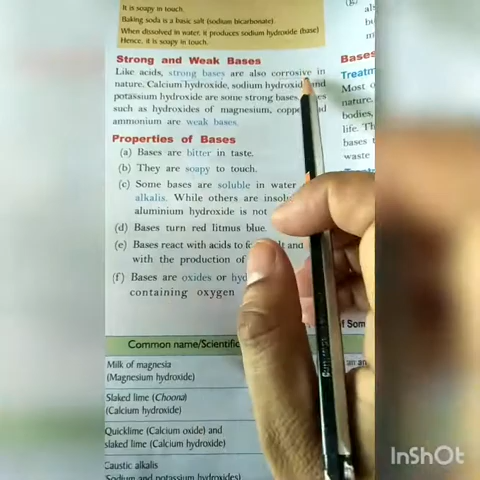 It is soapy in touch.
Baking soda is a basic salt (sodium bicarbonate).
When dissolved in water, it produces sodium hydroxide (base)
Hence, it is soapy in touch.
Strong and Weak Bases
Like acids, strong bases are also corrosive in
nature. Calcium hydroxide, sodium and
potassium hydroxide are some strong bases.
such as hydroxides of magnesium, and
ammonium are weak bases.
Properties of Bases
(a) Bases are bitter in taste.
(b) They are soapy to touch.
(c) Some bases are soluble in water
alkalis. While others are
aluminium hydroxide is not
(d) Bases turn red litmus blue.
(e) Bases react with acids to and
with the production of
(f) Bases are oxides or
containing oxygen
Common name/Scientific
Milk of magnesia
(Magnesium hydroxide)
Slaked lime (Choona)
(Calcium hydroxide)
Quicklime (Calcium oxide) and
slaked lime (Calcium hydroxide)
Caustic alkalis
(Sodium and potassium hydroxides)
Bases
Most
nature.
bodies,
life.
bases
waste
of Som
InShOt